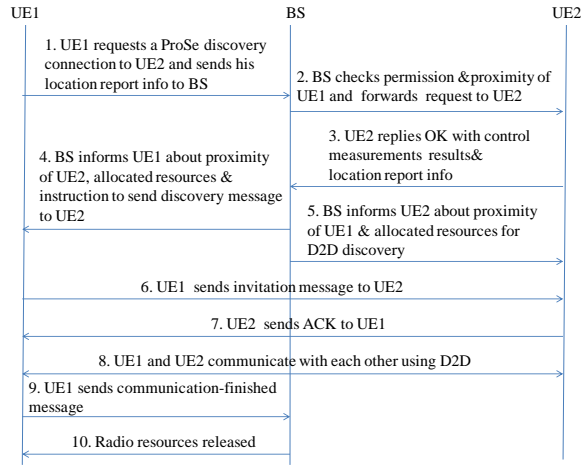 UE1
BS
UE2
1. UE1 requests a ProSe discovery
connection to UE2 and sends his
location report info to BS
2. BS checks permission &proximity of
UE1 and forwards request to UE2
3. UE2 replies OK with control
measurements results&
location report info
4. BS informs UE1 about proximity
of UE2, allocated resources &
instruction to send discovery message
to UE2
5. BS informs UE2 about proximity
of UE1 & allocated resources for
D2D discovery
6. UE1 sends invitation message to UE2
7. UE2 sends ACK to UE1
8. UE1 and UE2 communicate with each other using D2D
9. UE1 sends communication-finished
message
10. Radio resources released